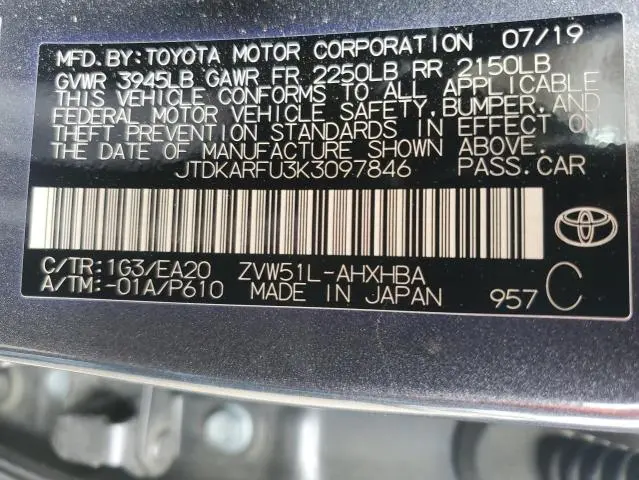 MFD.BY:TOYOTA MOTOR CORPORATION 07/19
GVWR 3945LB GAWR FR 2250LB RR 2150LB
THIS VEHICLE CONFORMS TO ALL APPLICABLE
FEDERAL MOTOR VEHICLE SAFETY,BUMPER,AND
THEFT PREVENTION STANDARDS IN EFFECT ON
THE DATE OF MANUFACTURE SHOWN ABOVE.
JTDKARFU3K3097846 PASS.CAR
C/TR:1G3/EA20 ZVW51L-AHXHBA
A/TM:-01A/P610 MADE IN JAPAN 957 C